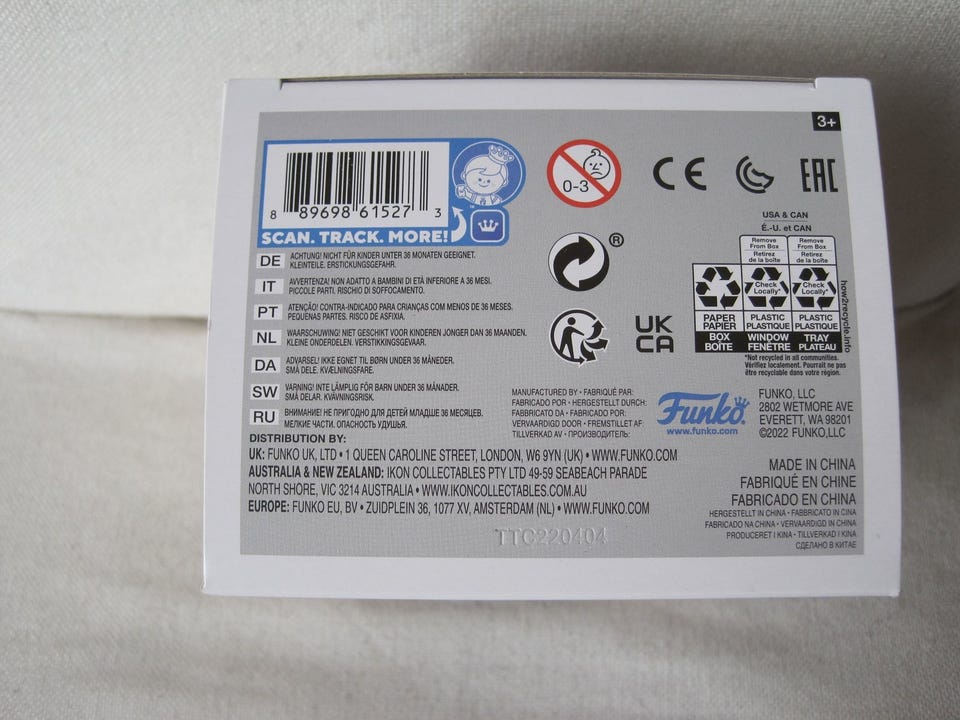 3+
8 89698 61527 3
SCAN. TRACK. MORE!
0-3
CE
EAC
DE ACHTUNG! NICHT FÜR KINDER UNTER 36 MONATEN GEEIGNET.
KLEINTEILE. ERSTICKUNGSGEFAHR.
IT AVVERTENZA! NON ADATTO A BAMBINI DI ETÀ INFERIORE A 36 MESI.
PICCOLE PARTI. RISCHIO DI SOFFOCAMENTO.
PT ATENÇÃO! CONTRA-INDICADO PARA CRIANÇAS COM MENOS DE 36 MESES.
PEQUENAS PARTES. RISCO DE ASFIXIA.
NL WAARSCHUWING! NIET GESCHIKT VOOR KINDEREN JONGER DAN 36 MAANDEN.
KLEINE ONDERDELEN. VERSTIKKINGSGEVAAR.
DA ADVARSEL! IKKE EGNET TIL BØRN UNDER 36 MÅNEDER.
SMÅ DELE. KVÆLNINGSFARE.
SW VARNING! INTE LÄMPLIG FÖR BARN UNDER 36 MÅNADER.
SMÅ DELAR. KVÄVNINGSRISK.
RU ВНИМАНИЕ! НЕ ПРИГОДНО ДЛЯ ДЕТЕЙ МЛАДШЕ 36 МЕСЯЦЕВ.
МЕЛКИЕ ЧАСТИ. ОПАСНОСТЬ УДУШЬЯ.
®
UK
CA
USA & CAN
É.-U. et CAN
Remove From Box
Retirez de la boîte
Remove From Box
Retirez de la boîte
Check Locally*
Check Locally*
PAPER PAPIER
PLASTIC PLASTIQUE
PLASTIC PLASTIQUE
BOX BOÎTE
WINDOW FENÊTRE
TRAY PLATEAU
how2recycle.info
*Not recycled in all communities.
Vérifiez localement. Pourrait ne pas
être recyclable dans votre région.
MANUFACTURED BY • FABRIQUÉ PAR:
FABRICADO POR • HERGESTELLT DURCH:
FABBRICATO DA • FABRICADO POR:
VERVAARDIGD DOOR • FREMSTILLET AF:
TILLVERKAD AV • ПРОИЗВОДИТЕЛЬ:
Funko
www.funko.com
FUNKO, LLC
2802 WETMORE AVE
EVERETT, WA 98201
©2022 FUNKO,LLC
DISTRIBUTION BY:
UK: FUNKO UK, LTD • 1 QUEEN CAROLINE STREET, LONDON, W6 9YN (UK) • WWW.FUNKO.COM
AUSTRALIA & NEW ZEALAND: IKON COLLECTABLES PTY LTD 49-59 SEABEACH PARADE
NORTH SHORE, VIC 3214 AUSTRALIA • WWW.IKONCOLLECTABLES.COM.AU
EUROPE: FUNKO EU, BV • ZUIDPLEIN 36, 1077 XV, AMSTERDAM (NL) • WWW.FUNKO.COM
TTC220404
MADE IN CHINA
FABRIQUÉ EN CHINE
FABRICADO EN CHINA
HERGESTELLT IN CHINA • FABBRICATO IN CINA
FABRICADO NA CHINA • VERVAARDIGD IN CHINA
PRODUCERET I KINA • TILLVERKAD I KINA
СДЕЛАНО В КИТАЕ